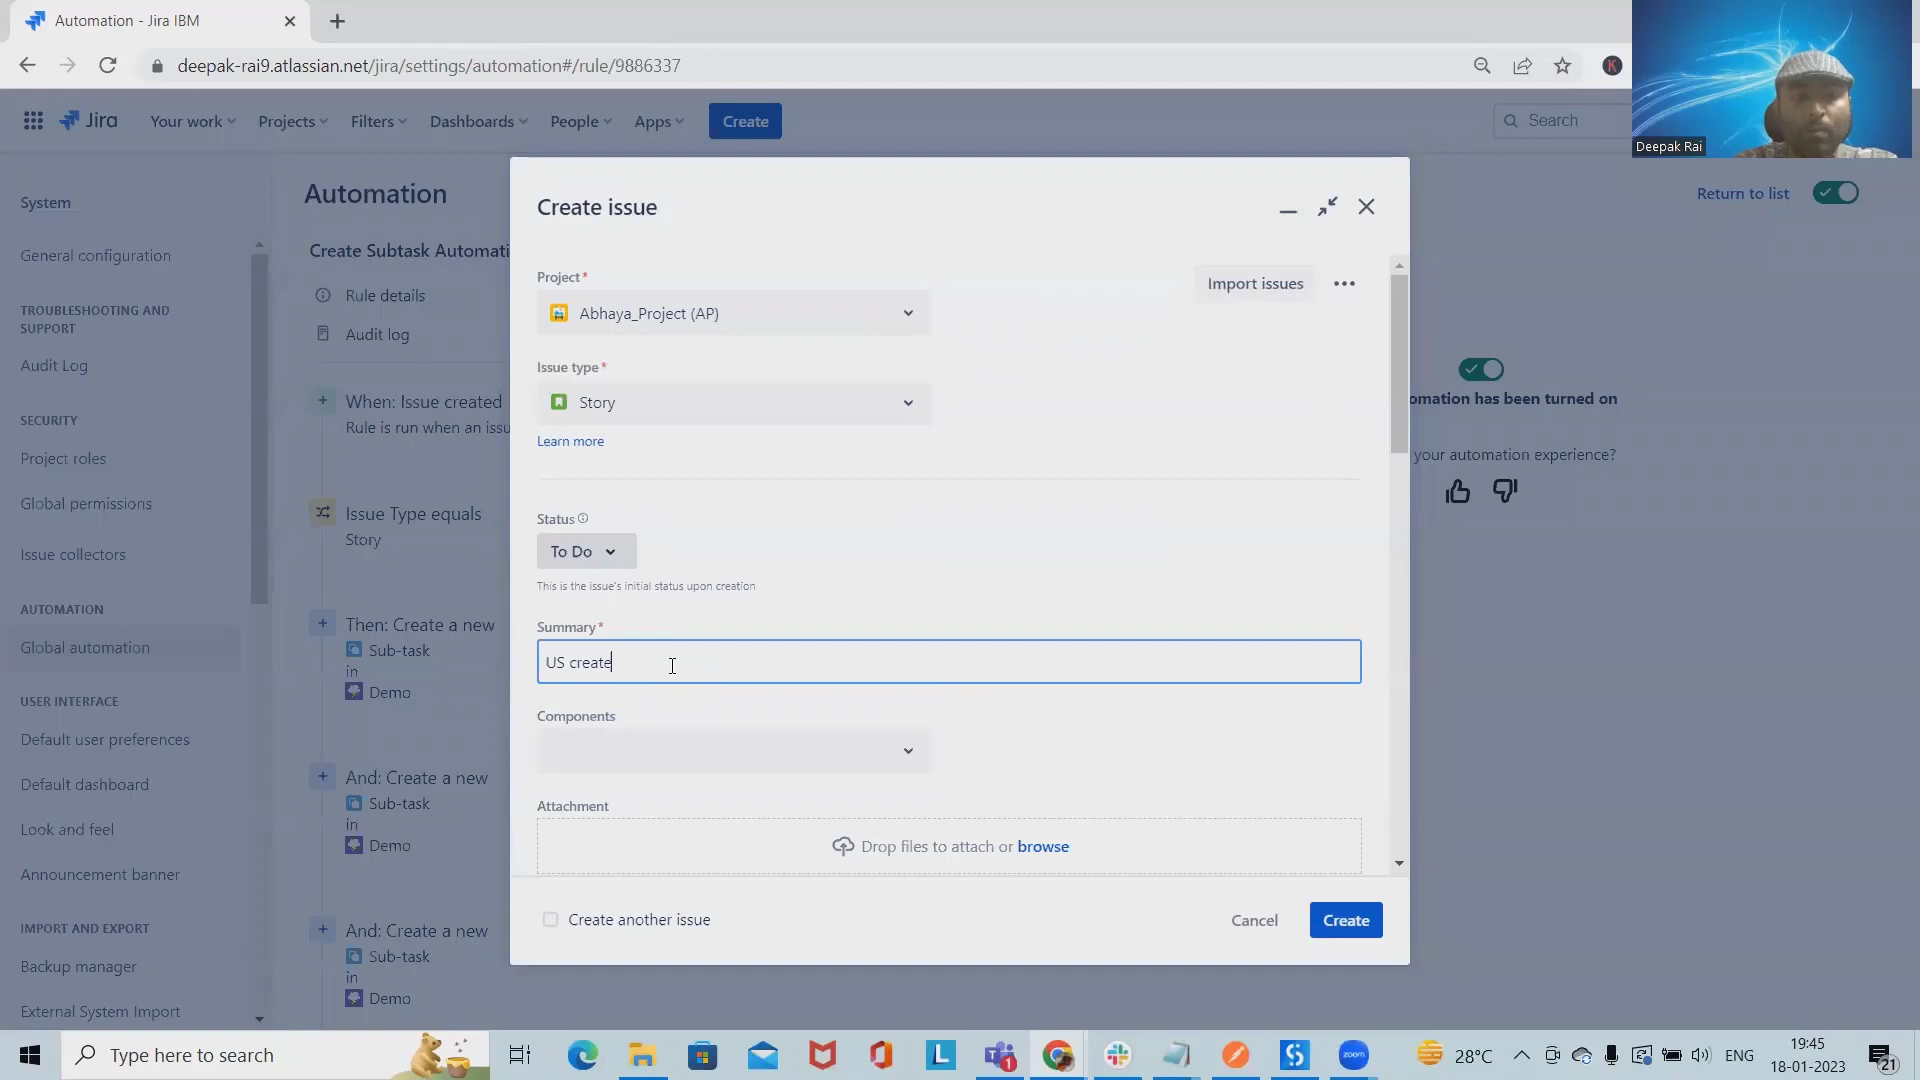 Automation - Jira IBM
deepak-rai9.atlassian.net/jira/settings/automation#/rule/9886337
K
Deepak Rai
Jira
Your work
Projects
Filters
Dashboards
People
Apps
Create
Search
System
General configuration
TROUBLESHOOTING AND
SUPPORT
Audit Log
SECURITY
Project roles
Global permissions
Issue collectors
AUTOMATION
Global automation
USER INTERFACE
Default user preferences
Default dashboard
Look and feel
Announcement banner
IMPORT AND EXPORT
Backup manager
External System Import
Automation
Return to list
Create Subtask Automati
Rule details
Audit log
When: Issue created
Rule is run when an issu
Issue Type equals
Story
Then: Create a new
Sub-task
in
Demo
And: Create a new
Sub-task
in
Demo
And: Create a new
Sub-task
in
Demo
Create issue
Project*
Import issues
Abhaya_Project (AP)
Issue type*
Story
Learn more
Status
To Do
This is the issue's initial status upon creation
Summary*
US create
Components
Attachment
Drop files to attach or browse
Create another issue
Cancel
Create
omation has been turned on
your automation experience?
Type here to search
L
1
zoom
28°C
ENG
19:45
18-01-2023
21